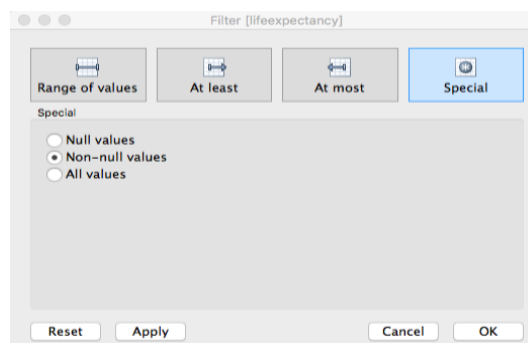 Filter [lifeexpectancy]
Range of values At least At most Special
Special
Null values
Non-null values
All values
Reset Apply Cancel OK